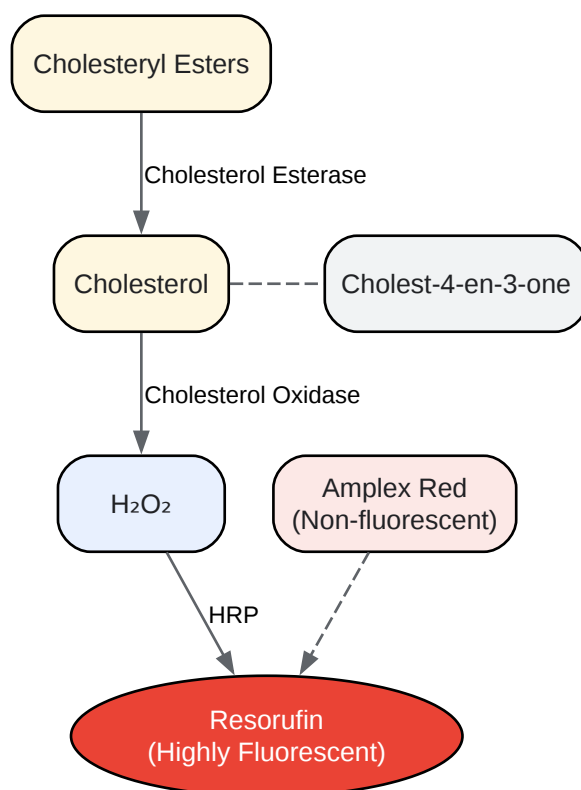 Cholesteryl Esters
Cholesterol Esterase
Cholesterol
Cholest-4-en-3-one
Cholesterol Oxidase
H₂O₂
Amplex Red
(Non-fluorescent)
HRP
Resorufin
(Highly Fluorescent)